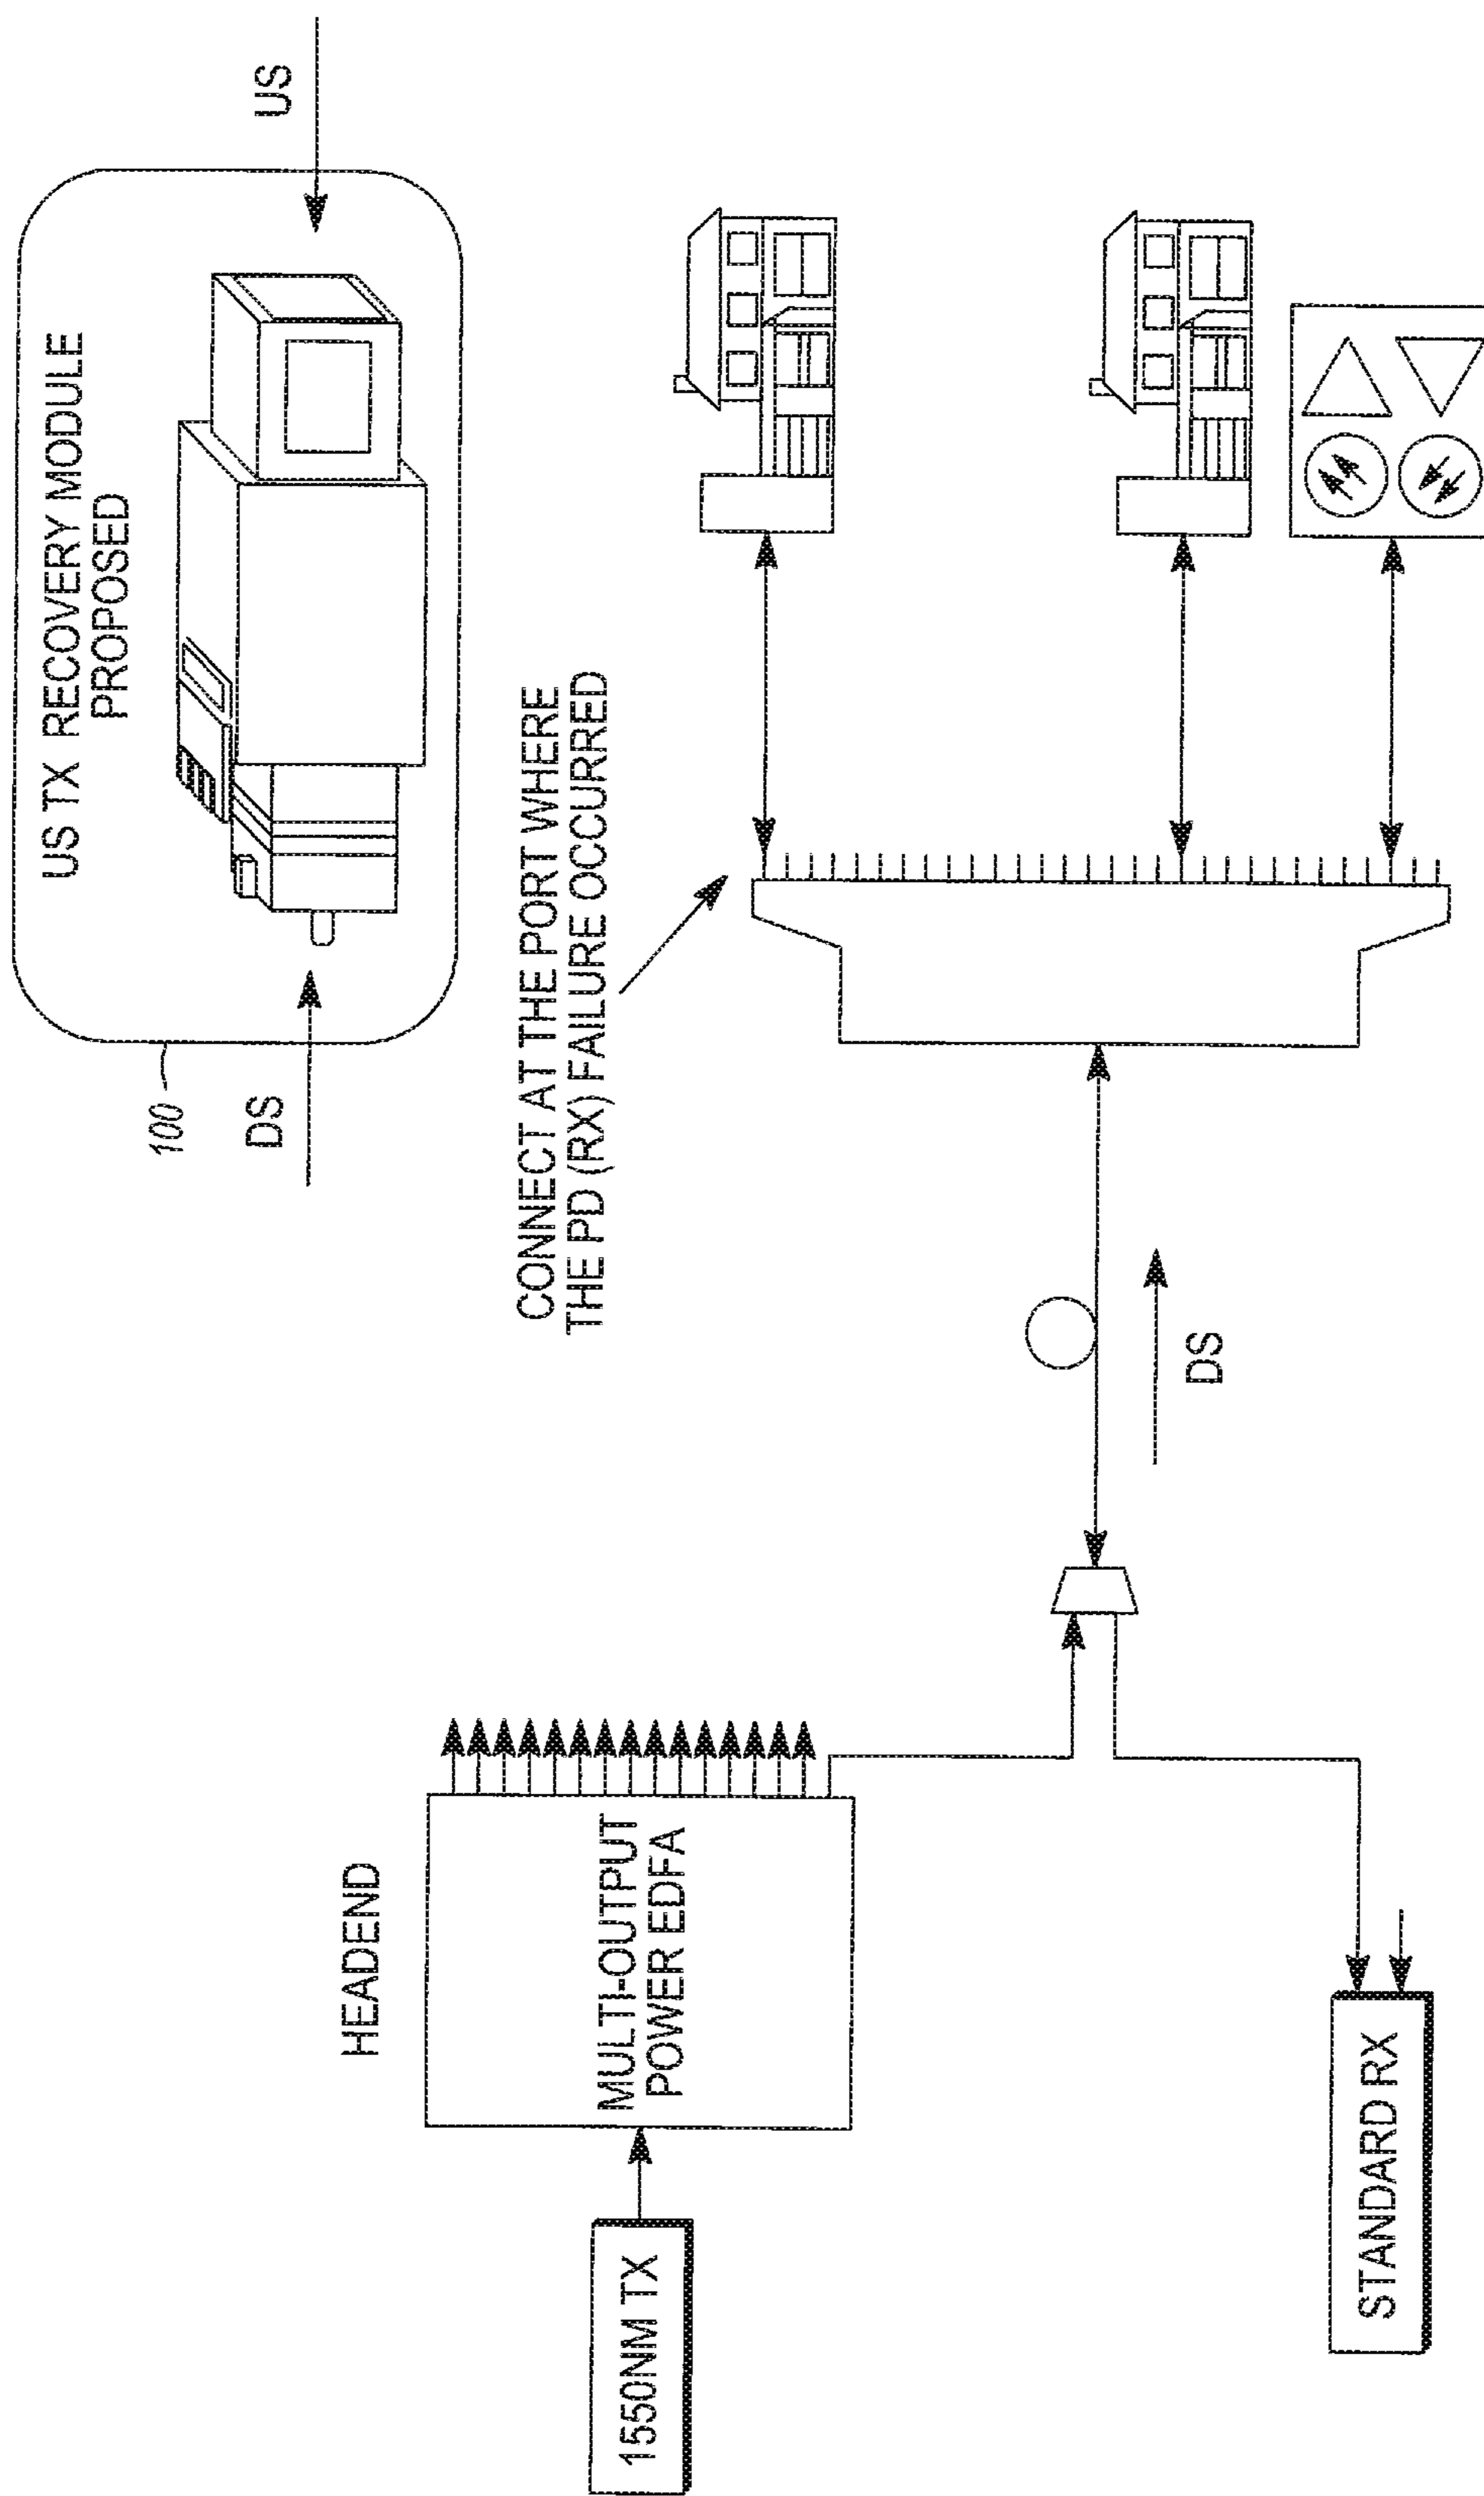 US TX RECOVERY MODULE
PROPOSED
100
DS
US
CONNECT AT THE PORT WHERE
THE PD (RX) FAILURE OCCURRED
HEADEND
1550NM TX
MULTI-OUTPUT
POWER EDFA
DS
STANDARD RX